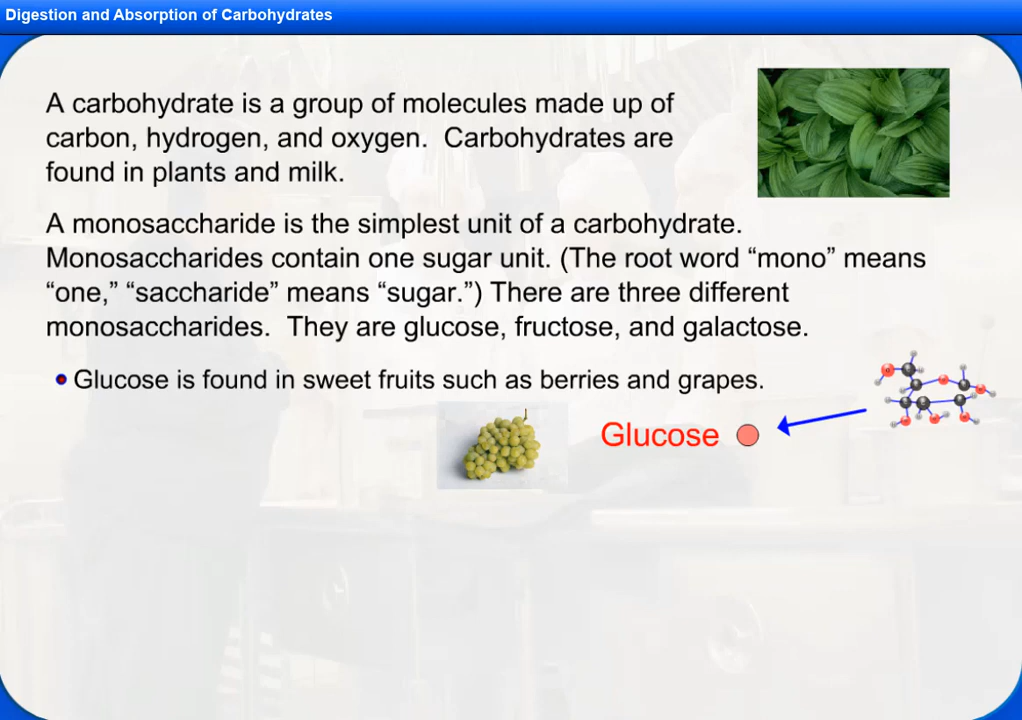 Digestion and Absorption of Carbohydrates
A carbohydrate is a group of molecules made up of
carbon, hydrogen, and oxygen.  Carbohydrates are
found in plants and milk.
A monosaccharide is the simplest unit of a carbohydrate.
Monosaccharides contain one sugar unit. (The root word “mono” means
“one,” “saccharide” means “sugar.”) There are three different
monosaccharides.  They are glucose, fructose, and galactose.
Glucose is found in sweet fruits such as berries and grapes.
Glucose